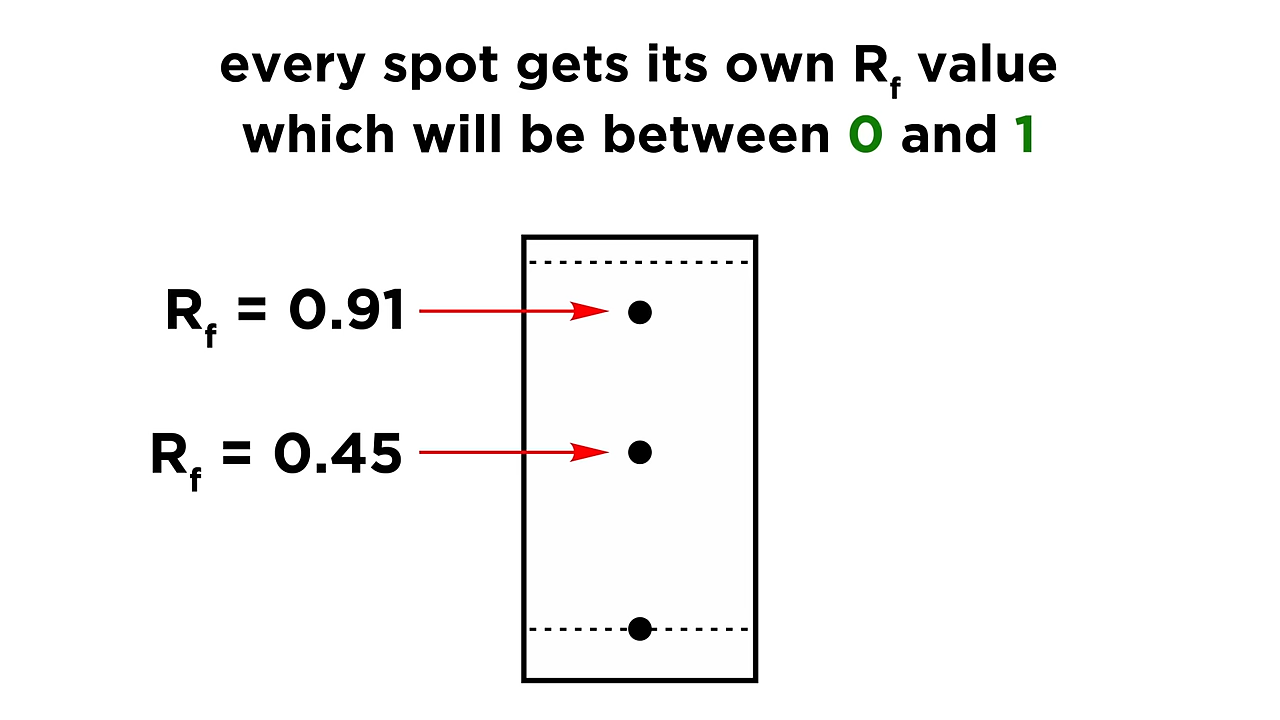 every spot gets its own Rf value
which will be between 0 and 1
Rf = 0.91
Rf = 0.45